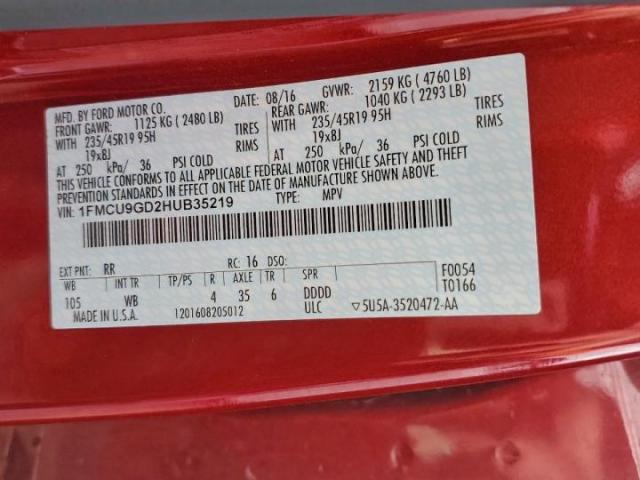 MFD. BY FORD MOTOR CO.
DATE: 08/16 GVWR: 2159 KG ( 4760 LB)
FRONT GAWR: 1125 KG ( 2480 LB)
REAR GAWR: 1040 KG ( 2293 LB)
WITH 235/45R19 95H TIRES
WITH 235/45R19 95H TIRES
19x8J RIMS
19x8J RIMS
AT 250 kPa/ 36 PSI COLD
AT 250 kPa/ 36 PSI COLD
THIS VEHICLE CONFORMS TO ALL APPLICABLE FEDERAL MOTOR VEHICLE SAFETY AND THEFT
PREVENTION STANDARDS IN EFFECT ON THE DATE OF MANUFACTURE SHOWN ABOVE.
VIN: 1FMCU9GD2HUB35219 TYPE: MPV
EXT PNT: RR RC: 16 DSO: F0054
WB TP/PS R AXLE TR SPR T0166
105 WB 4 35 6 DDDD
MADE IN U.S.A. 1201608205012 ULC ▽5U5A-3520472-AA